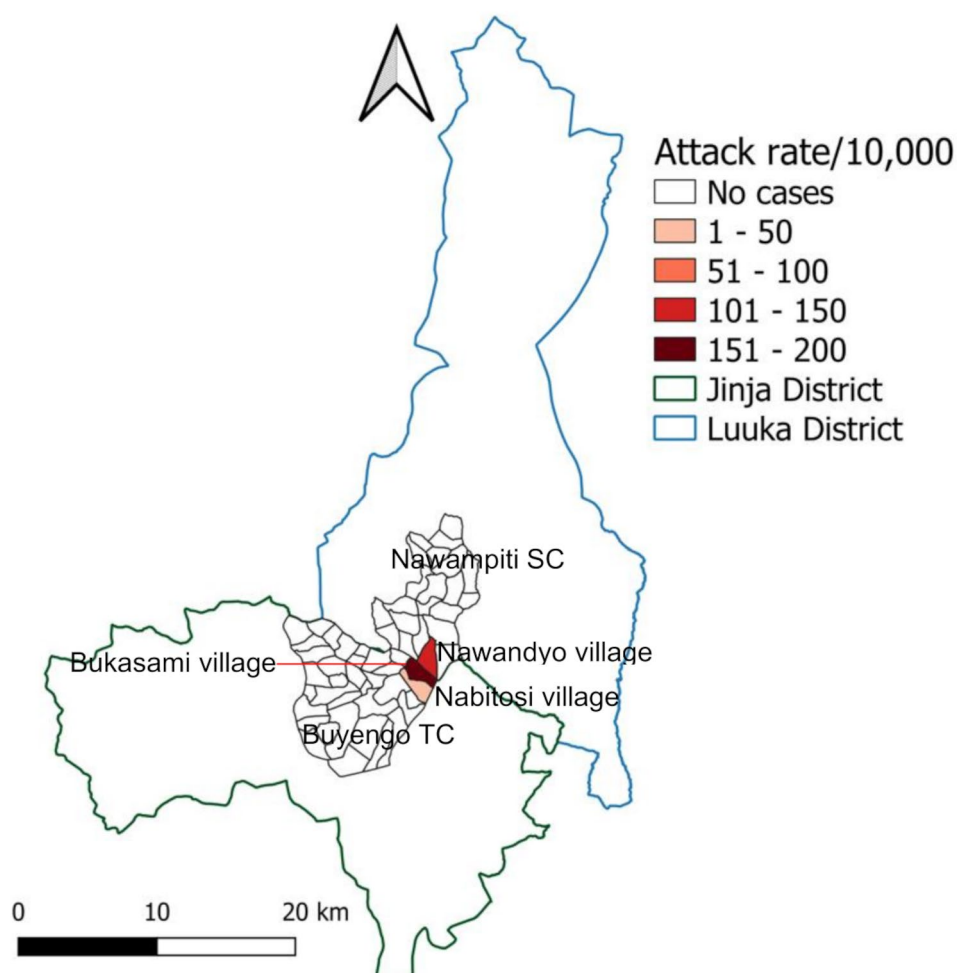 Attack rate/10,000
No cases
1 - 50
51 - 100
101 - 150
151 - 200
Jinja District
Luuka District
Nawampiti SC
Nawandyo village
Bukasami village
Nabitosi village
Buyengo TC
0 10 20 km